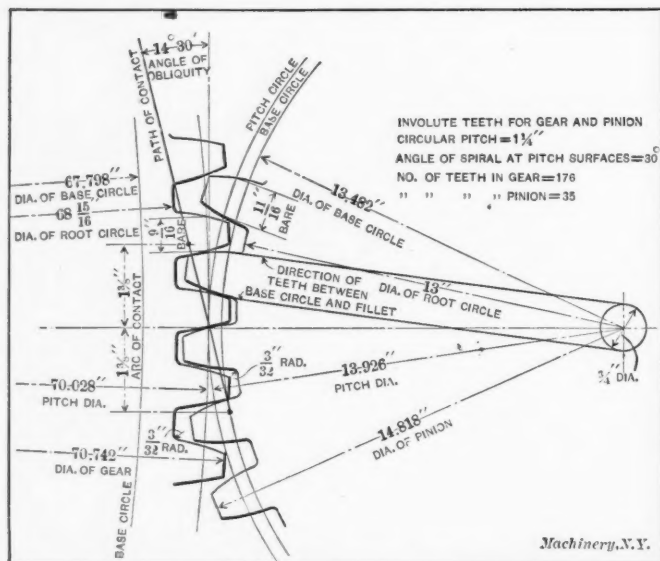 14° 30′
ANGLE OF
OBLIQUITY
PATH OF CONTACT
PITCH CIRCLE
BASE CIRCLE
INVOLUTE TEETH FOR GEAR AND PINION
CIRCULAR PITCH = 1¼″
ANGLE OF SPIRAL AT PITCH SURFACES = 30°
NO. OF TEETH IN GEAR = 176
" " " " PINION = 35
67.798″
DIA. OF BASE CIRCLE
68 15/16″
DIA. OF ROOT CIRCLE
9/16″
BARE
11/16″
BARE
13.482″
DIA. OF BASE CIRCLE
13″
DIA. OF ROOT CIRCLE
DIRECTION OF
TEETH BETWEEN
BASE CIRCLE AND FILLET
1⅜″
1⅜″
ARC OF CONTACT
3/32″ RAD.
13.926″
PITCH DIA.
¾″ DIA.
70.028″
PITCH DIA.
14.818″
DIA. OF PINION
3/32″ RAD.
70.742″
DIA. OF GEAR
BASE CIRCLE
Machinery, N.Y.